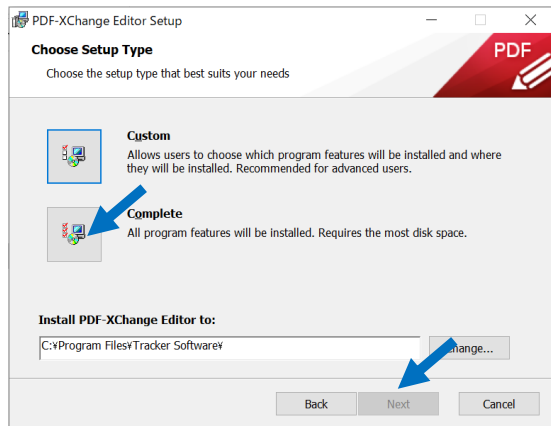 PDF-XChange Editor Setup
Choose Setup Type
Choose the setup type that best suits your needs
PDF
Custom
Allows users to choose which program features will be installed and where
they will be installed. Recommended for advanced users.
Complete
All program features will be installed. Requires the most disk space.
Install PDF-XChange Editor to:
C:¥Program Files¥Tracker Software¥
Change...
Back
Next
Cancel